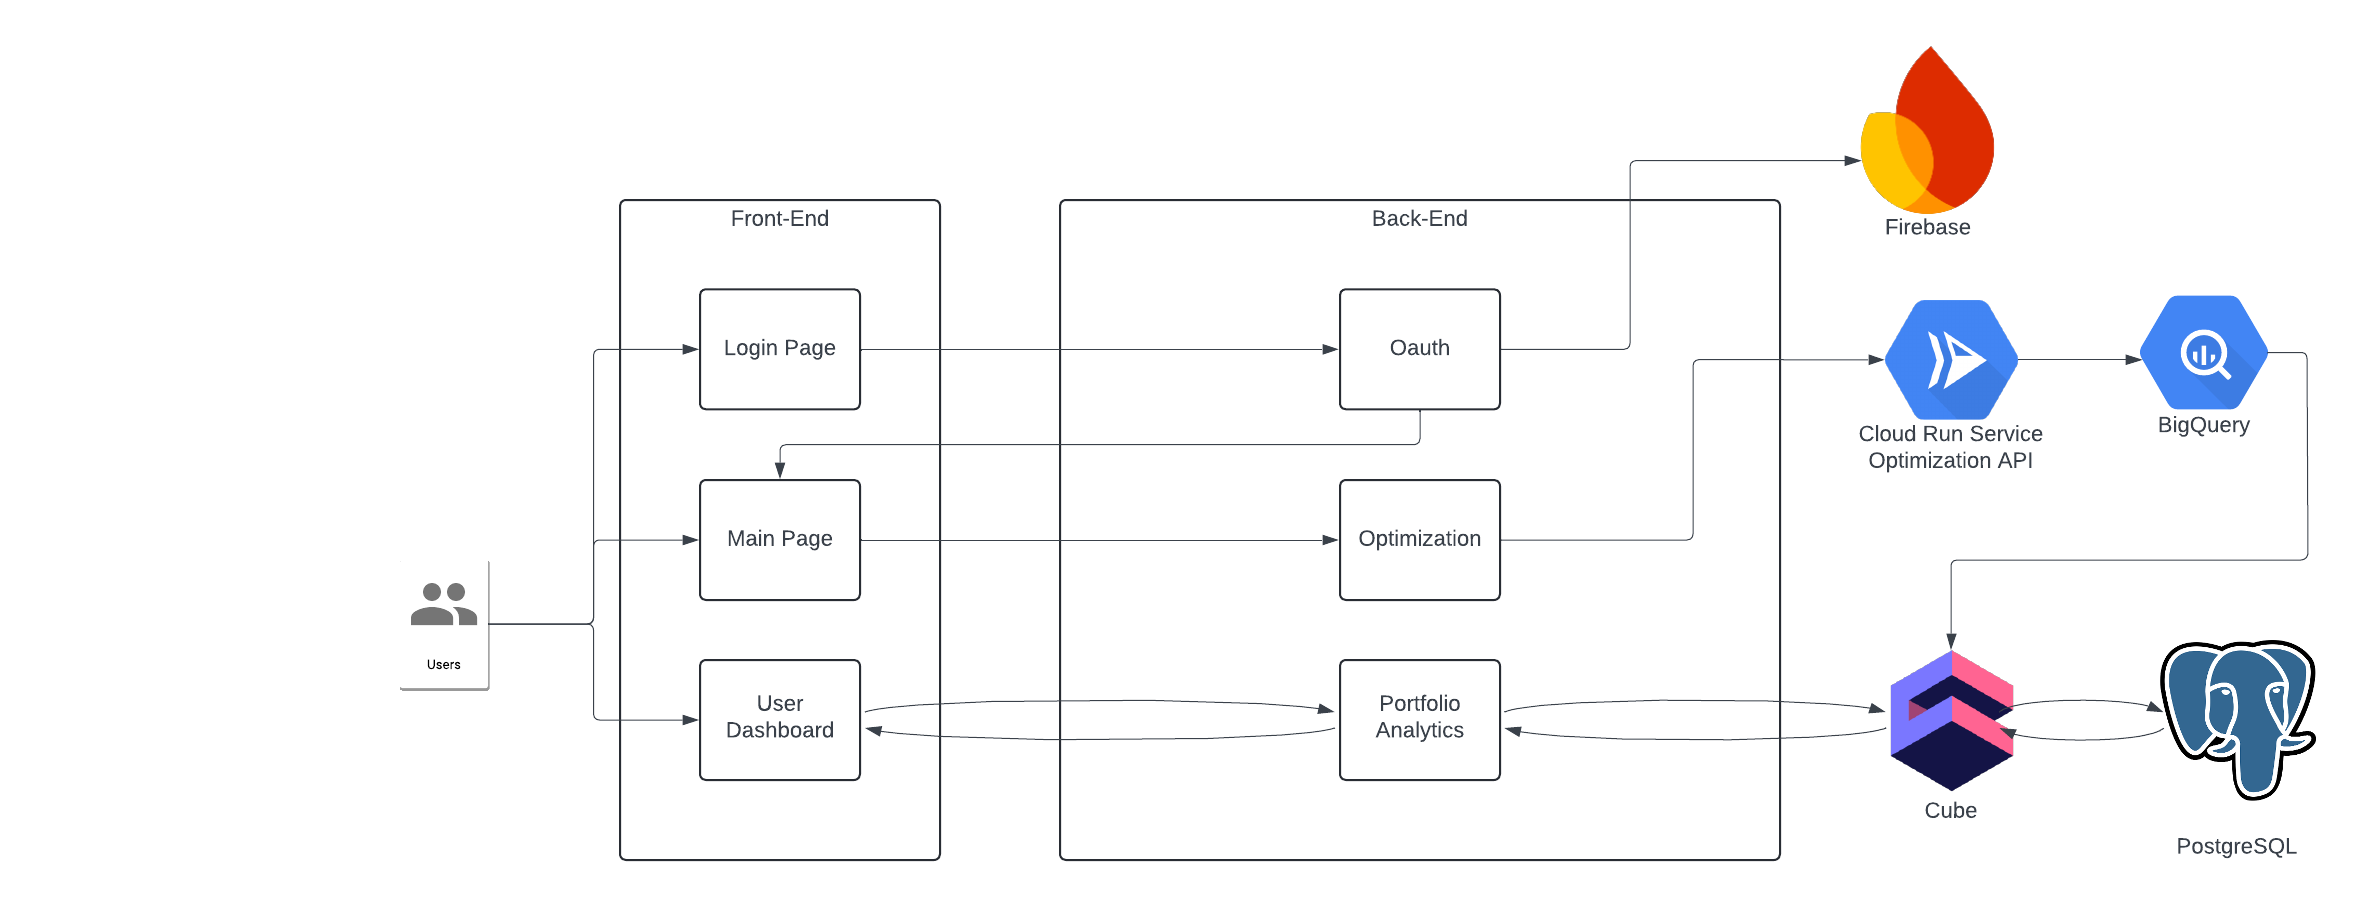 Firebase
Front-End
Back-End
Login Page
Oauth
Cloud Run Service
Optimization API
BigQuery
Main Page
Optimization
Users
User
Dashboard
Portfolio
Analytics
Cube
PostgreSQL